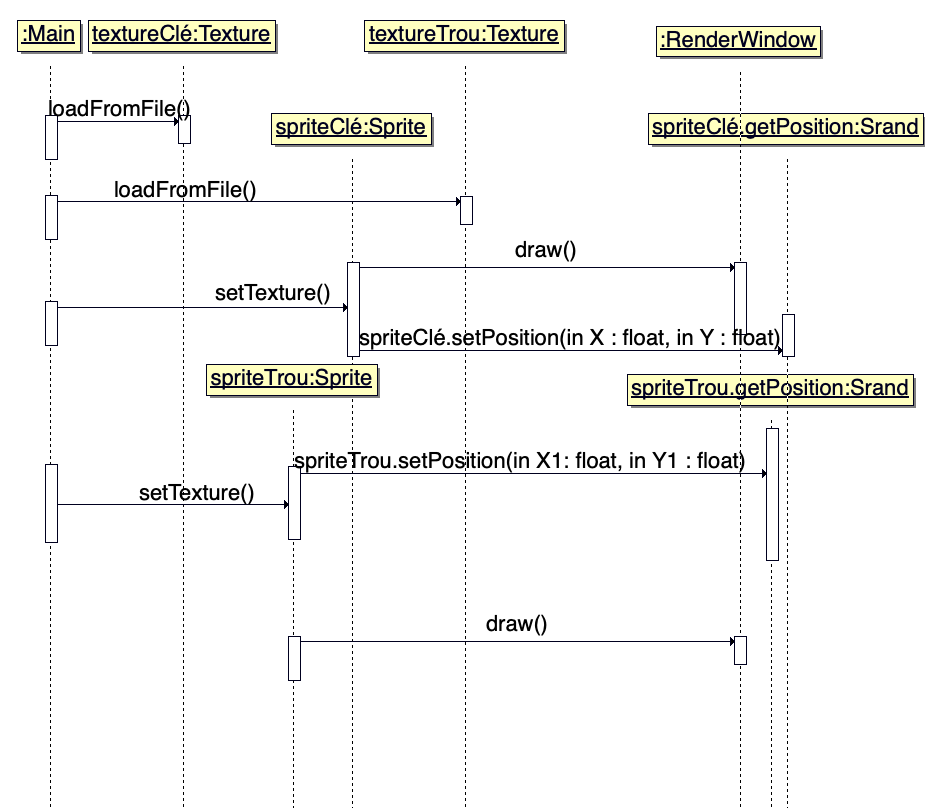 :Main
textureClé:Texture
textureTrou:Texture
:RenderWindow
loadFromFile()
spriteClé:Sprite
spriteClé.getPosition:Srand
loadFromFile()
draw()
setTexture()
spriteClé.setPosition(in X : float, in Y : float)
spriteTrou:Sprite
spriteTrou.getPosition:Srand
spriteTrou.setPosition(in X1: float, in Y1 : float)
setTexture()
draw()